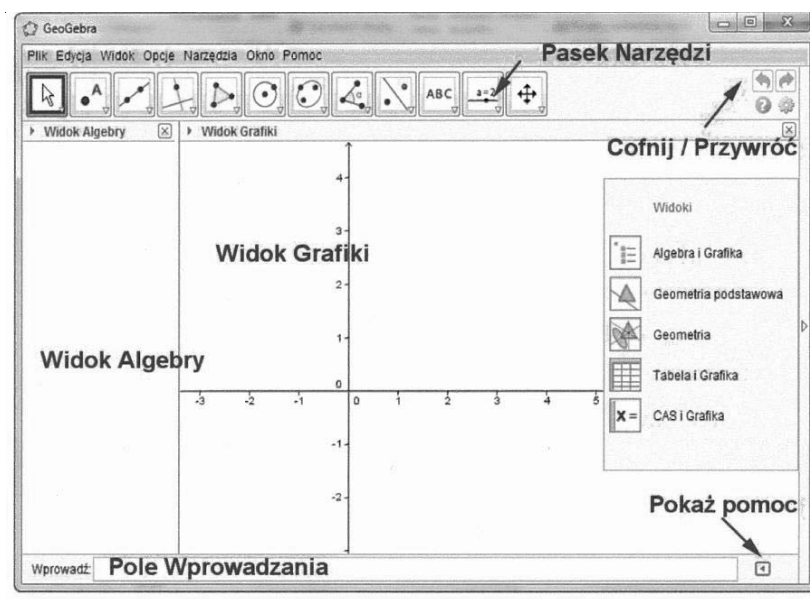 GeoGebra
Plik Edycja Widok Opcje Narzędzia Okno Pomoc
Pasek Narzędzi
A
α
ABC
a=2
Cofnij / Przywróć
Widok Algebry
Widok Grafiki
Widoki
Algebra i Grafika
Geometria podstawowa
Geometria
Tabela i Grafika
X =
CAS i Grafika
Widok Grafiki
Widok Algebry
4
3
2
1
0
-3 -2 -1 0 1 2 3 4 5
-1
-2
Pokaż pomoc
Wprowadź:
Pole Wprowadzania